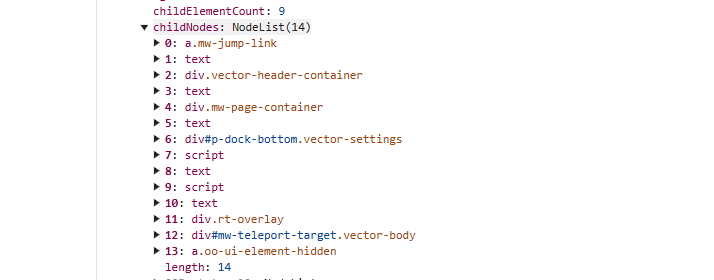 childElementCount: 9
childNodes: NodeList(14)
0: a.mw-jump-link
1: text
2: div.vector-header-container
3: text
4: div.mw-page-container
5: text
6: div#p-dock-bottom.vector-settings
7: script
8: text
9: script
10: text
11: div.rt-overlay
12: div#mw-teleport-target.vector-body
13: a.oo-ui-element-hidden
length: 14